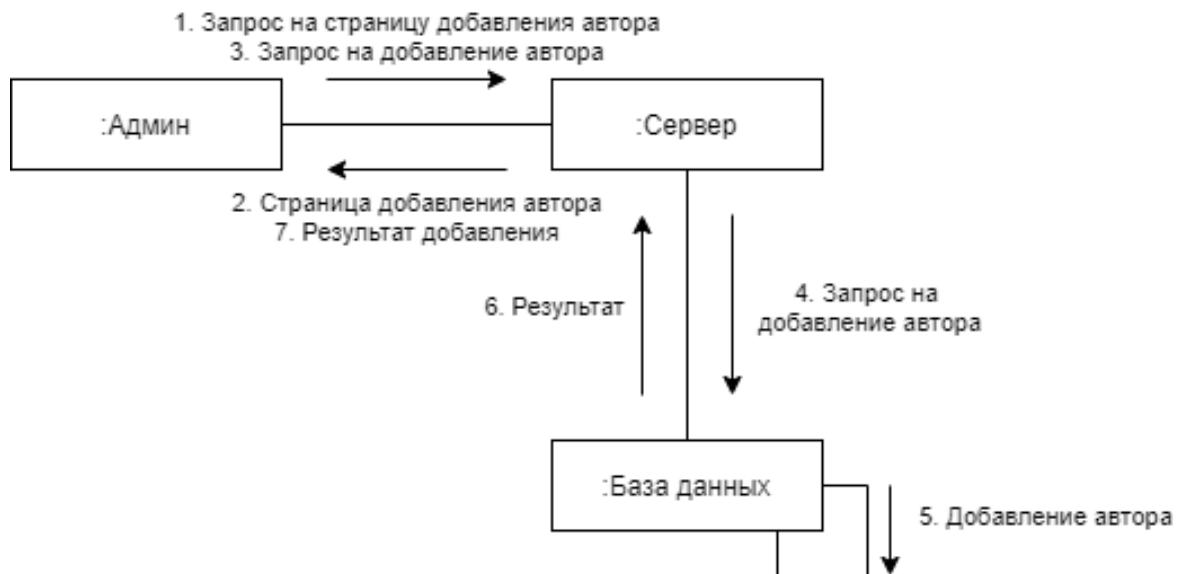 1. Запрос на страницу добавления автора
3. Запрос на добавление автора
:Админ
:Сервер
2. Страница добавления автора
7. Результат добавления
6. Результат
4. Запрос на
добавление автора
:База данных
5. Добавление автора